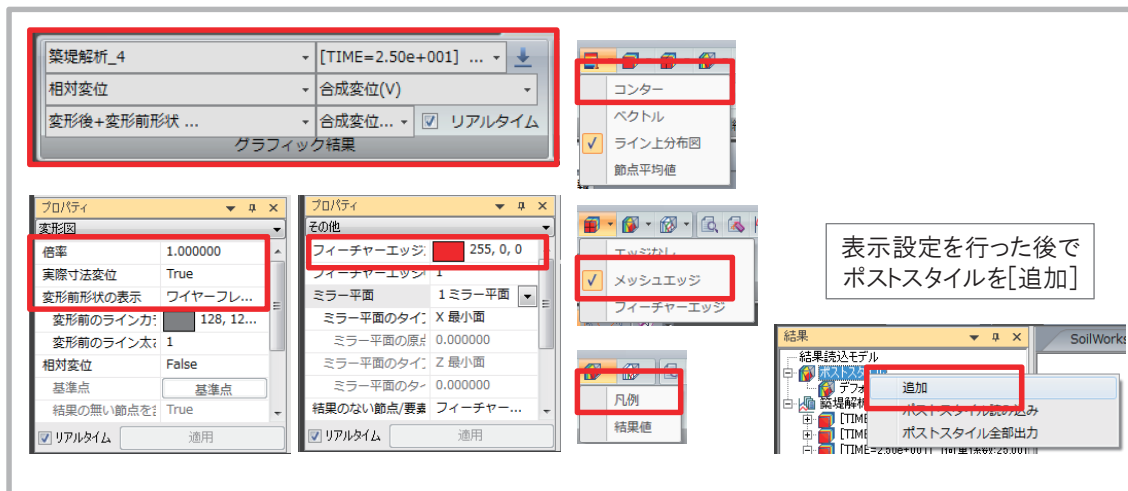 築堤解析_4
[TIME=2.50e+001] ...
相対変位
合成変位(V)
変形後+変形前形状 ...
合成変位...
リアルタイム
グラフィック結果
コンター
ベクトル
ライン上分布図
節点平均値
プロパティ
変形図
倍率 1.000000
実際寸法変位 True
変形前形状の表示 ワイヤーフレ...
変形前のラインカラ 128, 12...
変形前のライン太さ 1
相対変位 False
基準点 基準点
結果の無い節点を含 True
リアルタイム 適用
プロパティ
その他
フィーチャーエッジ 255, 0, 0
フィーチャーエッジ 1
ミラー平面 1ミラー平面
ミラー平面のタイプ X 最小面
ミラー平面の原点 0.000000
ミラー平面のタイプ Z 最小面
ミラー平面のター 0.000000
結果のない節点/要素 フィーチャー...
リアルタイム 適用
エッジなし
メッシュエッジ
フィーチャーエッジ
凡例
結果値
表示設定を行った後で
ポストスタイルを[追加]
結果
SoilWorks
結果読込モデル
ポストスタイル
デフォ
築堤解析
[TIME
[TIME
[TIME=2.50e+001]
追加
ポストスタイル読み込み
ポストスタイル全部出力